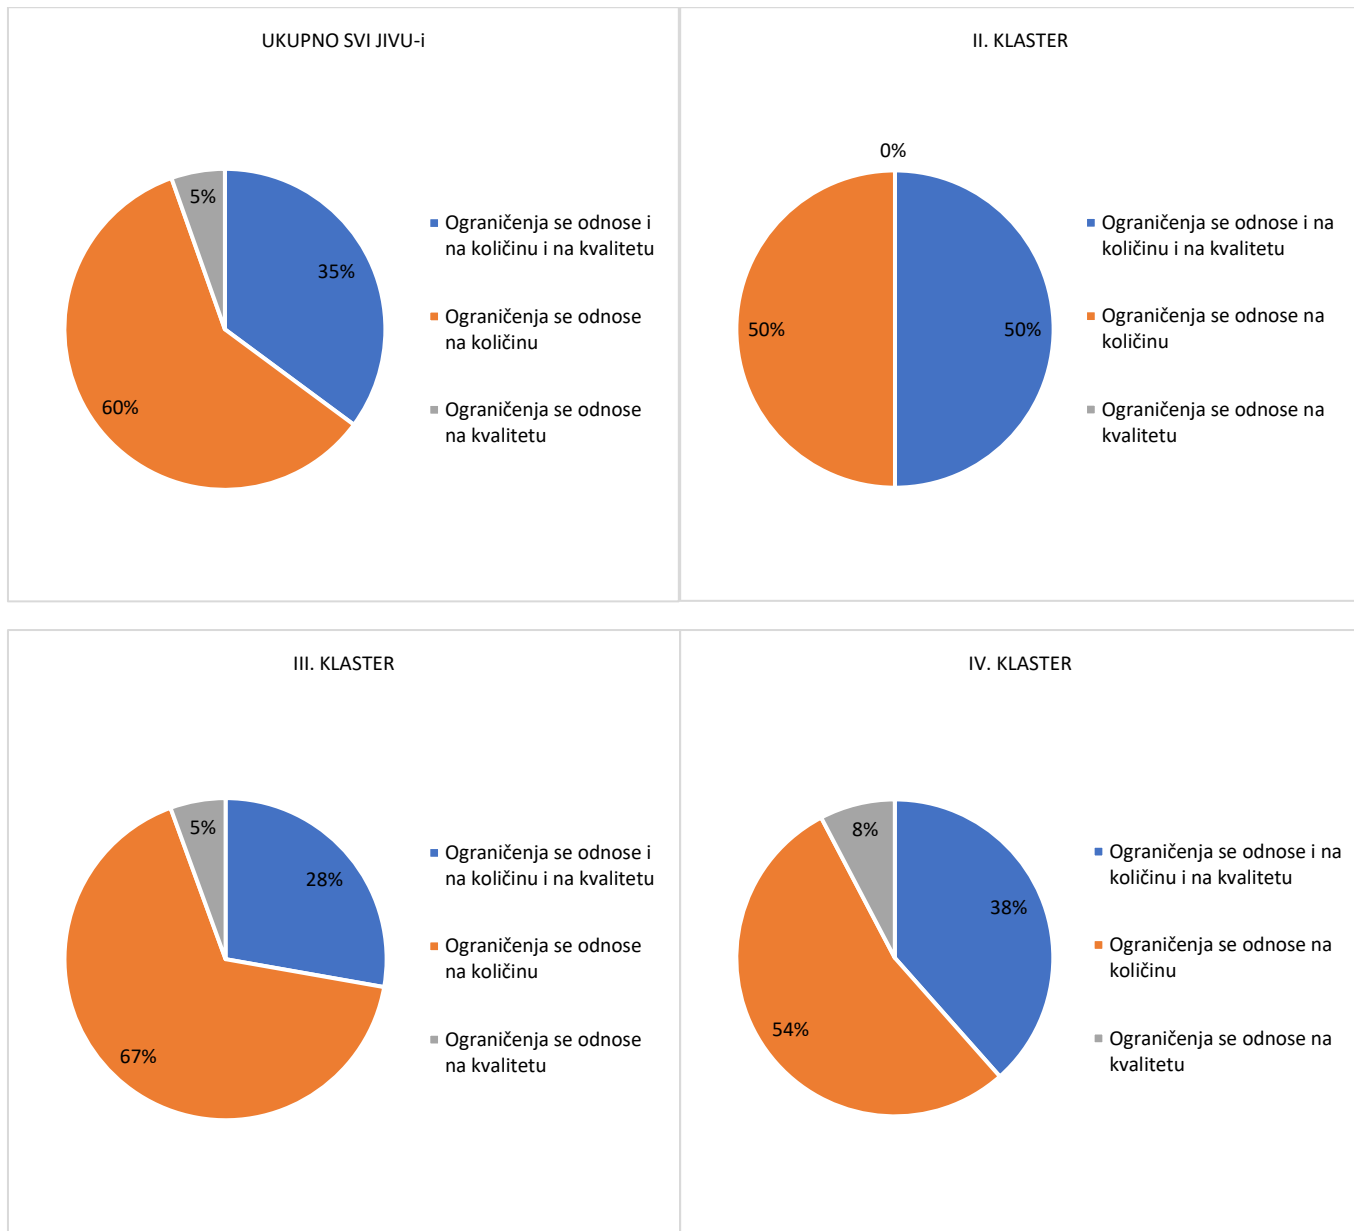 UKUPNO SVI JIVU-i
5%
35%
60%
Ograničenja se odnose i
na količinu i na kvalitetu
Ograničenja se odnose
na količinu
Ograničenja se odnose
na kvalitetu
II. KLASTER
0%
50%
50%
Ograničenja se odnose i na
količinu i na kvalitetu
Ograničenja se odnose na
količinu
Ograničenja se odnose na
kvalitetu
III. KLASTER
5%
28%
67%
Ograničenja se odnose i
na količinu i na kvalitetu
Ograničenja se odnose
na količinu
Ograničenja se odnose
na kvalitetu
IV. KLASTER
8%
38%
54%
Ograničenja se odnose i na
količinu i na kvalitetu
Ograničenja se odnose na
količinu
Ograničenja se odnose na
kvalitetu